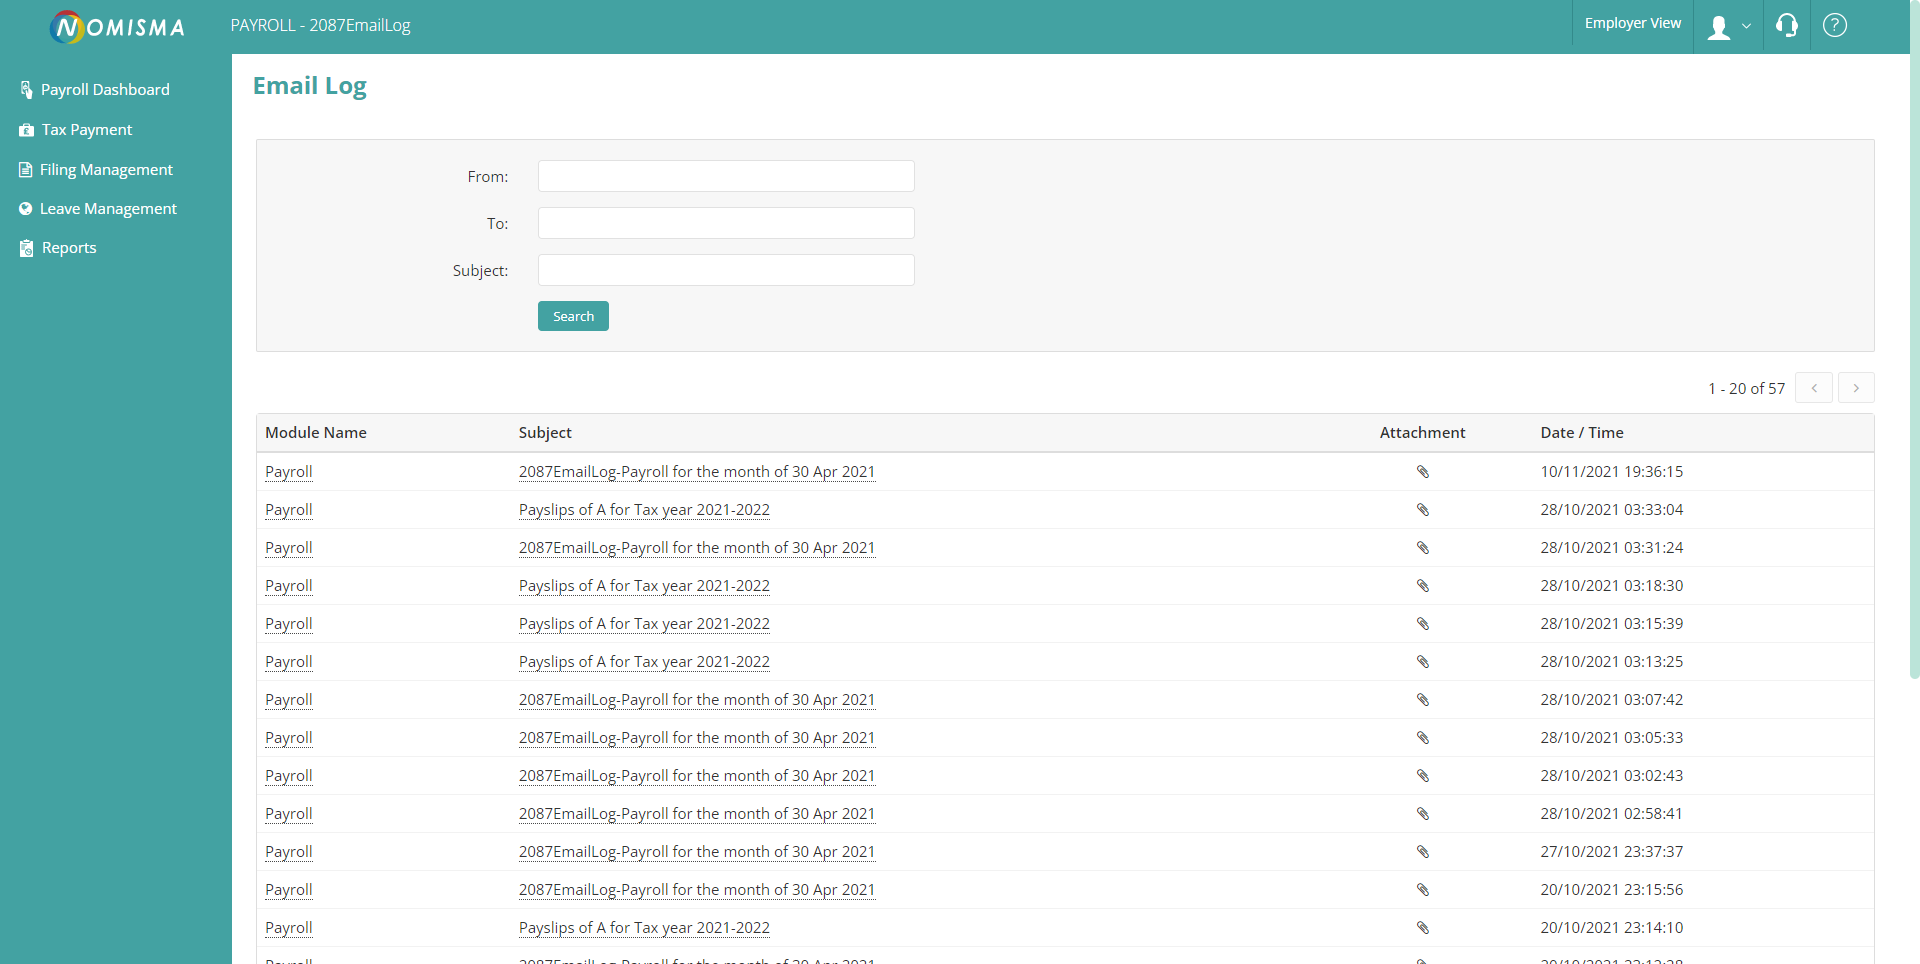 NOMISMA
PAYROLL - 2087EmailLog
Employer View
?
Payroll Dashboard
Tax Payment
Filing Management
Leave Management
Reports
Email Log
From:
To:
Subject:
Search
1 - 20 of 57
Module Name Subject Attachment Date / Time
Payroll 2087EmailLog-Payroll for the month of 30 Apr 2021 10/11/2021 19:36:15
Payroll Payslips of A for Tax year 2021-2022 28/10/2021 03:33:04
Payroll 2087EmailLog-Payroll for the month of 30 Apr 2021 28/10/2021 03:31:24
Payroll Payslips of A for Tax year 2021-2022 28/10/2021 03:18:30
Payroll Payslips of A for Tax year 2021-2022 28/10/2021 03:15:39
Payroll Payslips of A for Tax year 2021-2022 28/10/2021 03:13:25
Payroll 2087EmailLog-Payroll for the month of 30 Apr 2021 28/10/2021 03:07:42
Payroll 2087EmailLog-Payroll for the month of 30 Apr 2021 28/10/2021 03:05:33
Payroll 2087EmailLog-Payroll for the month of 30 Apr 2021 28/10/2021 03:02:43
Payroll 2087EmailLog-Payroll for the month of 30 Apr 2021 28/10/2021 02:58:41
Payroll 2087EmailLog-Payroll for the month of 30 Apr 2021 27/10/2021 23:37:37
Payroll 2087EmailLog-Payroll for the month of 30 Apr 2021 20/10/2021 23:15:56
Payroll Payslips of A for Tax year 2021-2022 20/10/2021 23:14:10